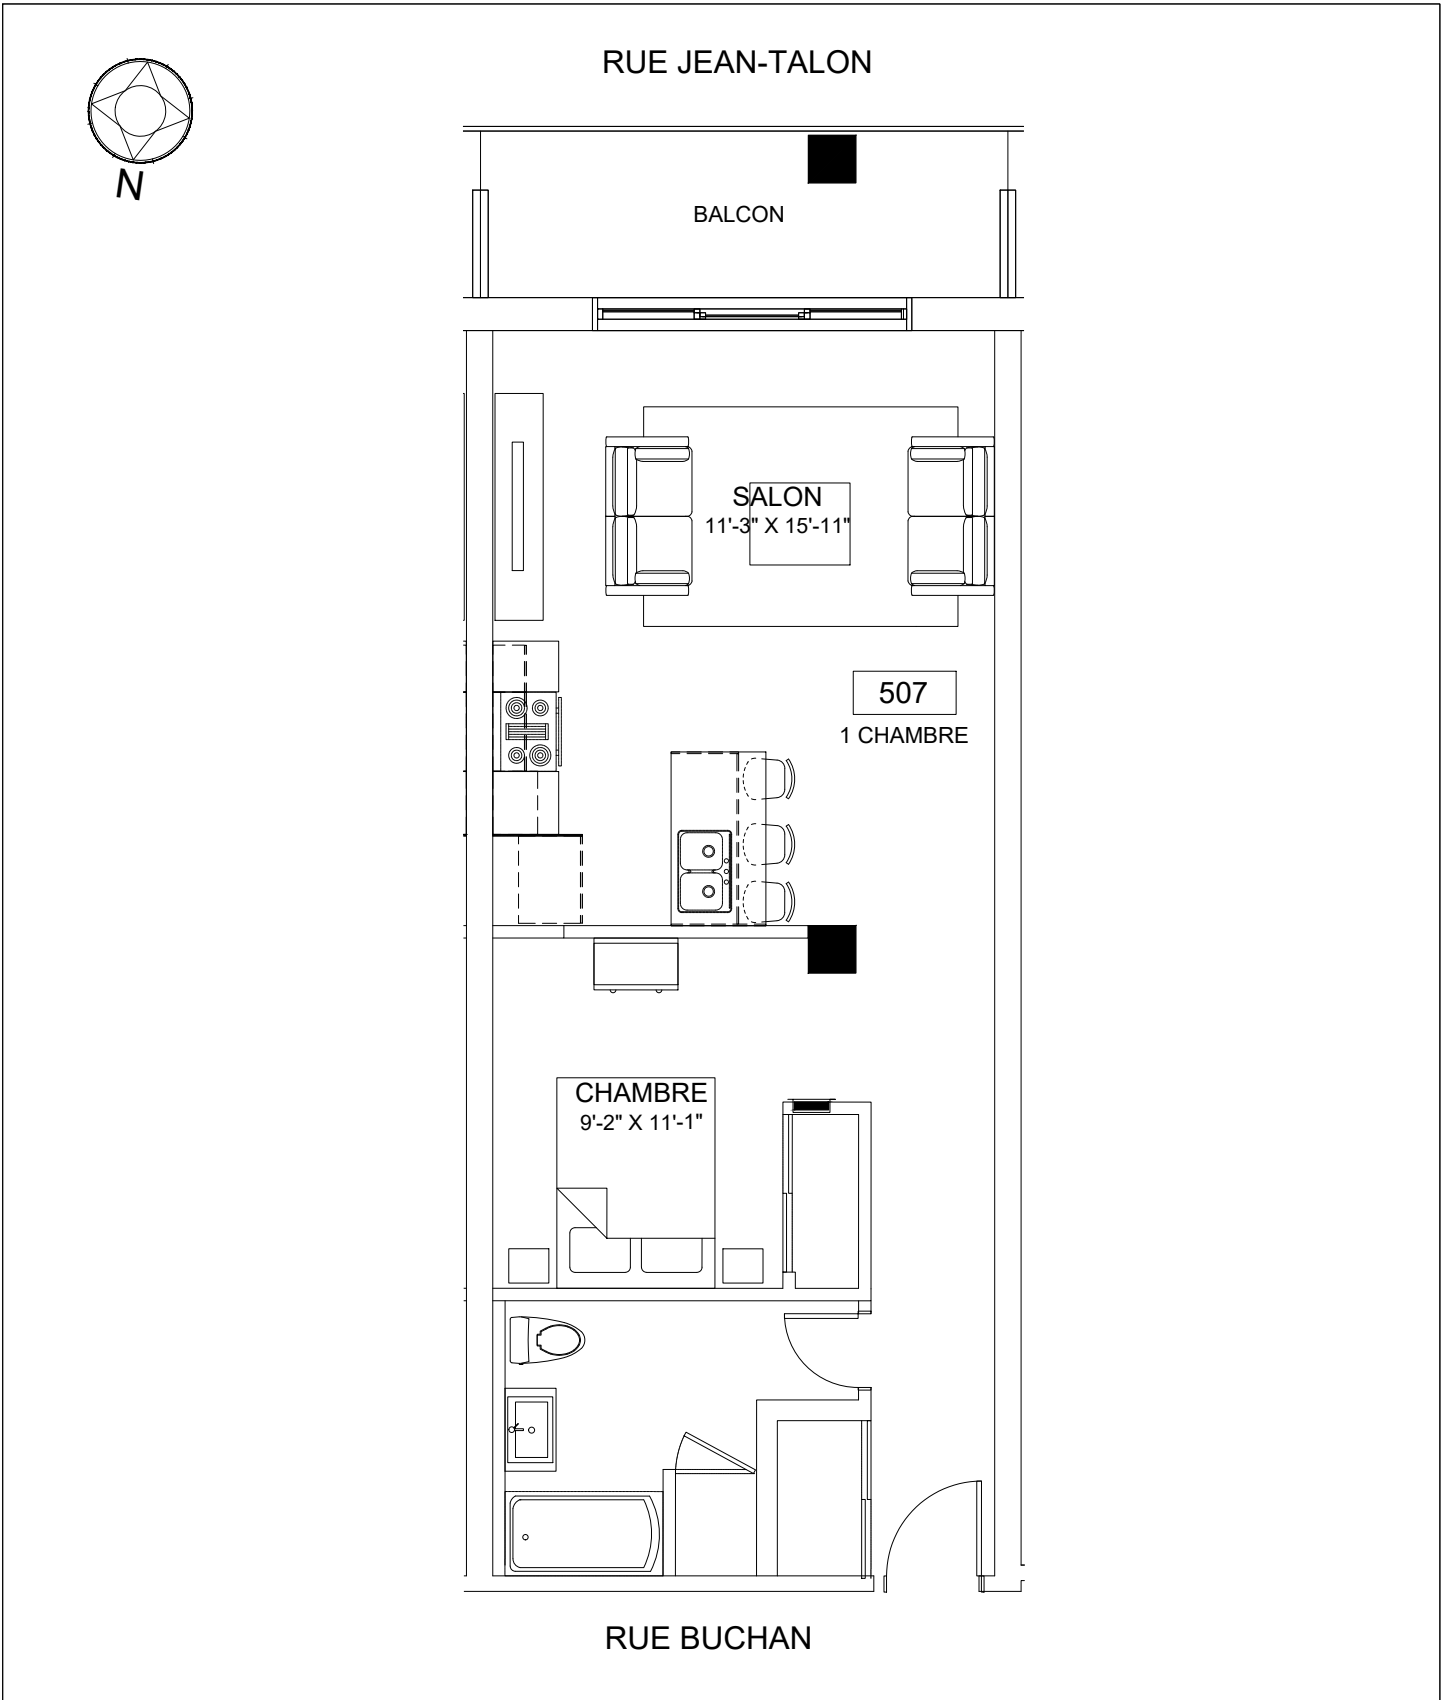 RUE JEAN-TALON
N
BALCON
SALON
11'-3" X 15'-11"
507
1 CHAMBRE
CHAMBRE
9'-2" X 11'-1"
RUE BUCHAN